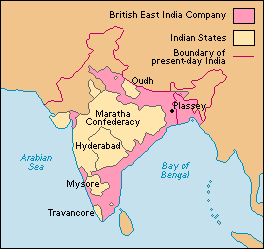 British East India Company
Indian States
Boundary of
present-day India
Oudh
Plassey
Maratha
Confederacy
Hyderabad
Arabian
Sea
Bay of
Bengal
Mysore
Travancore